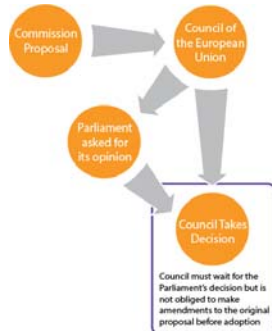 Commission
Proposal
Council of
the European
Union
Parliament
asked for
its opinion
Council Takes
Decision
Council must wait for the
Parliament's decision but is
not obliged to make
amendments to the original
proposal before adoption